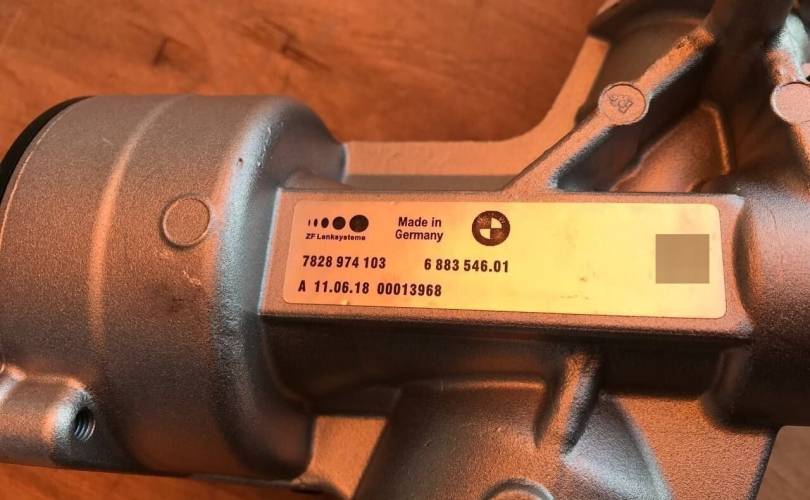 ZF Lenksysteme
Made in
Germany
7828 974 103 6 883 546.01
A 11.06.18 00013968